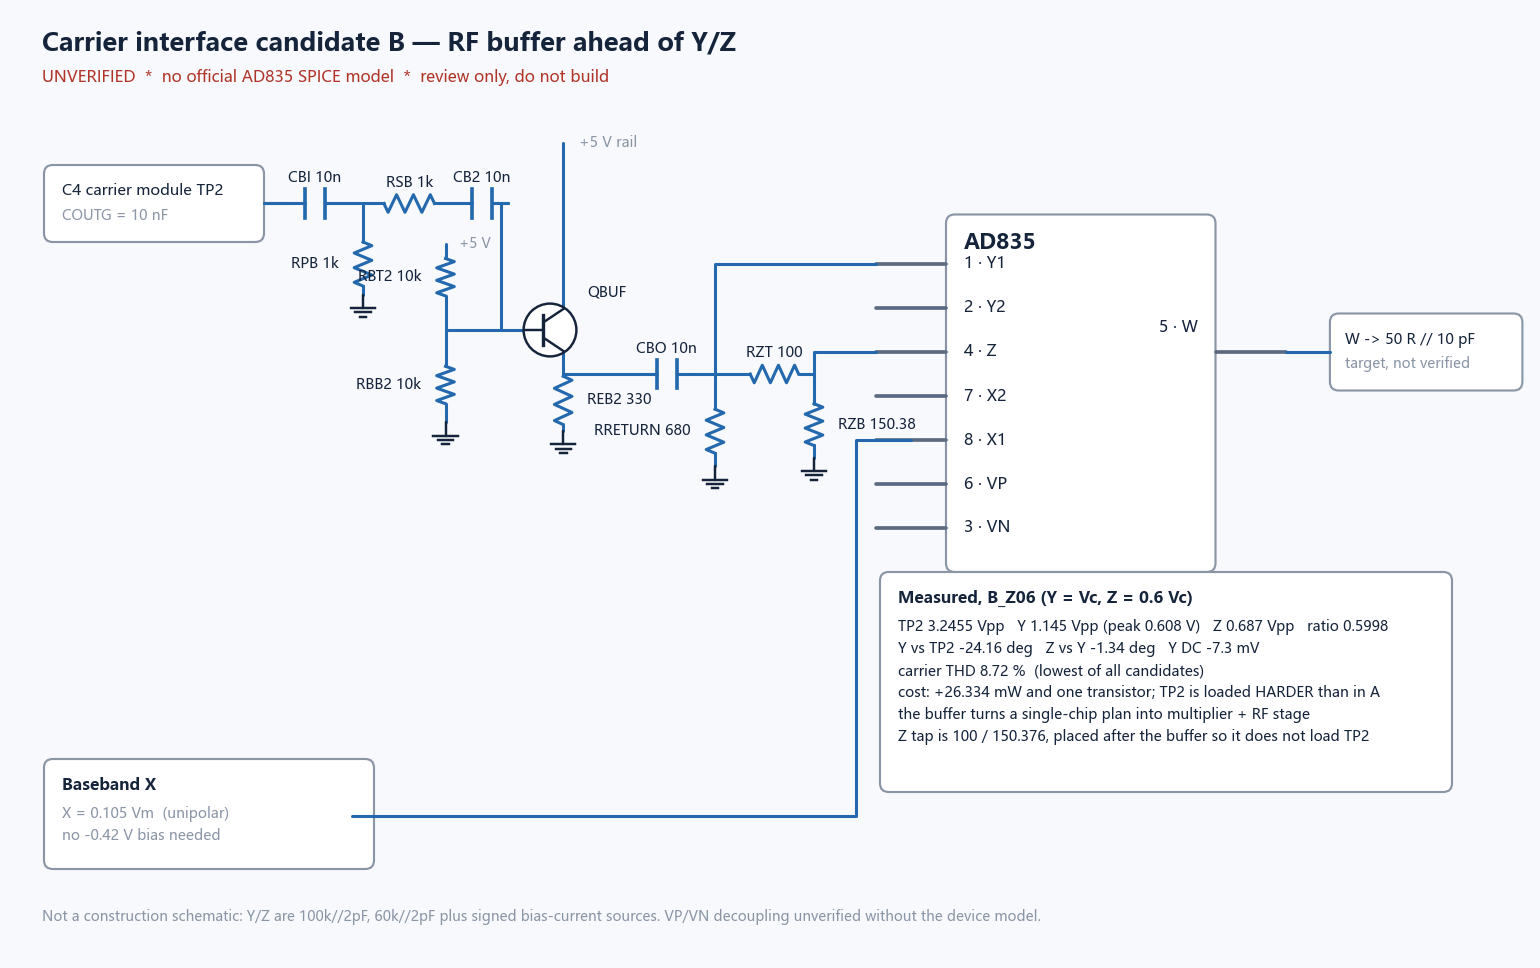 Carrier interface candidate B — RF buffer ahead of Y/Z
UNVERIFIED * no official AD835 SPICE model * review only, do not build
+5 V rail
C4 carrier module TP2
COUTG = 10 nF
CBI 10n
RSB 1k
CB2 10n
RPB 1k
+5 V
RBT2 10k
QBUF
RBB2 10k
CBO 10n
RZT 100
REB2 330
RRETURN 680
RZB 150.38
AD835
1 · Y1
2 · Y2
4 · Z
7 · X2
8 · X1
6 · VP
3 · VN
5 · W
W -> 50 R // 10 pF
target, not verified
Measured, B_Z06 (Y = Vc, Z = 0.6 Vc)
TP2 3.2455 Vpp Y 1.145 Vpp (peak 0.608 V) Z 0.687 Vpp ratio 0.5998
Y vs TP2 -24.16 deg Z vs Y -1.34 deg Y DC -7.3 mV
carrier THD 8.72 % (lowest of all candidates)
cost: +26.334 mW and one transistor; TP2 is loaded HARDER than in A
the buffer turns a single-chip plan into multiplier + RF stage
Z tap is 100 / 150.376, placed after the buffer so it does not load TP2
Baseband X
X = 0.105 Vm (unipolar)
no -0.42 V bias needed
Not a construction schematic: Y/Z are 100k//2pF, 60k//2pF plus signed bias-current sources. VP/VN decoupling unverified without the device model.